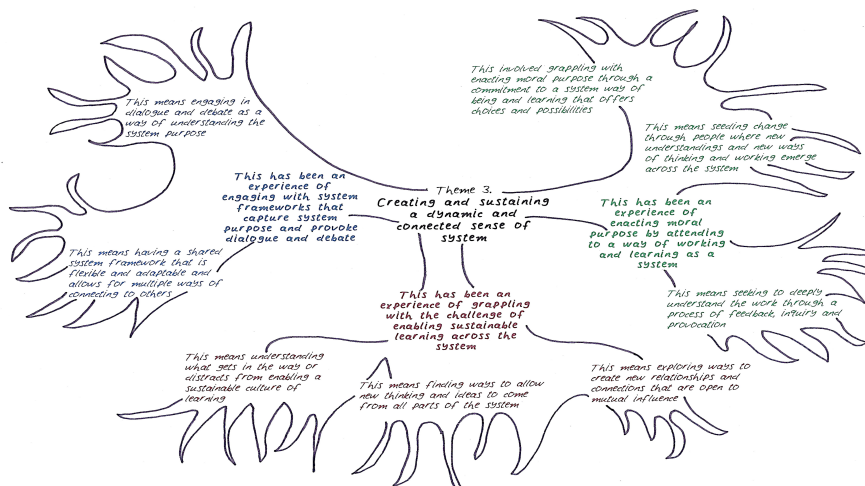 Theme 3.
Creating and sustaining
a dynamic and
connected sense of
system
This has been an
experience of
engaging with system
frameworks that
capture system
purpose and provoke
dialogue and debate
This means engaging in
dialogue and debate as a
way of understanding the
system purpose
This means having a shared
system framework that is
flexible and adaptable and
allows for multiple ways of
connecting to others
This has been an
experience of
enacting moral
purpose by attending
to a way of working
and learning as a
system
This involved grappling with
enacting moral purpose through a
commitment to a system way of
being and learning that offers
choices and possibilities
This means seeding change
through people where new
understandings and new ways
of thinking and working emerge
across the system
This means seeking to deeply
understand the work through a
process of feedback, inquiry and
provocation
This has been an
experience of grappling
with the challenge of
enabling sustainable
learning across the
system
This means understanding
what gets in the way or
distracts from enabling a
sustainable culture of
learning
This means finding ways to allow
new thinking and ideas to come
from all parts of the system
This means exploring ways to
create new relationships and
connections that are open to
mutual influence